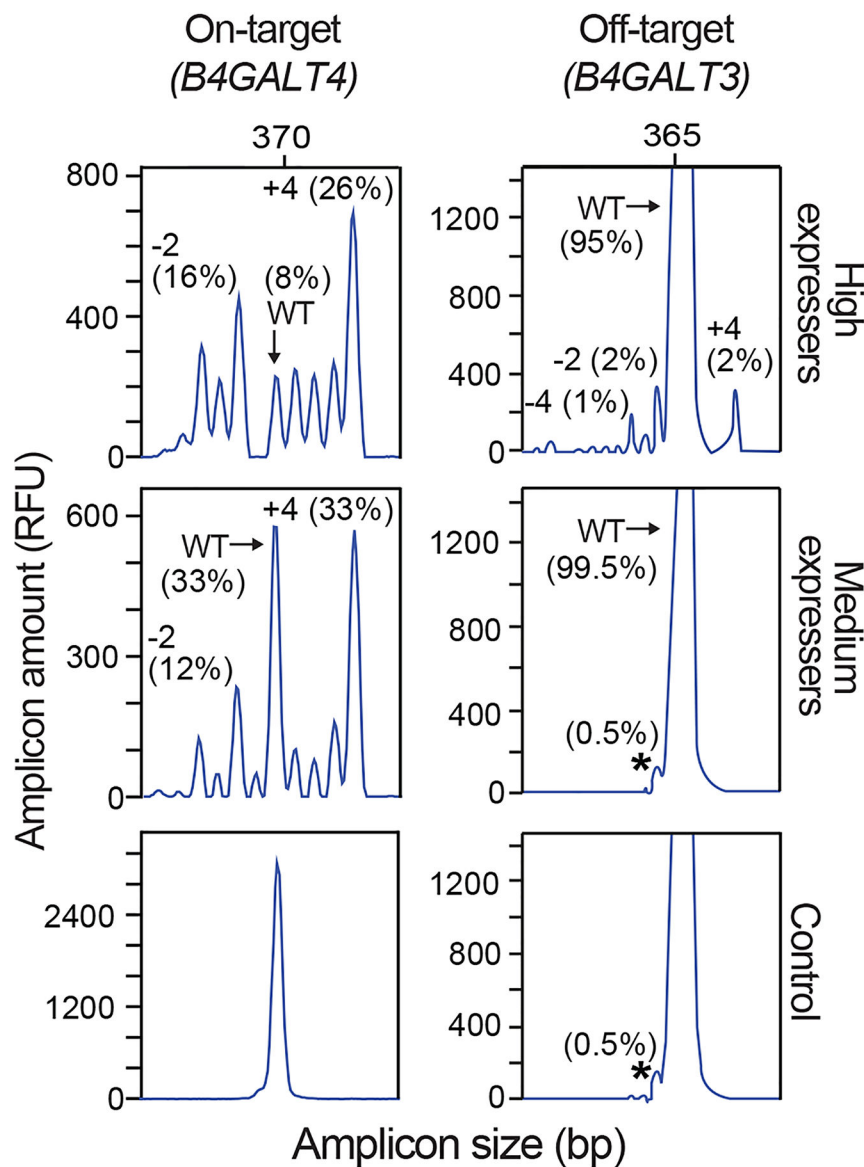 On-target
(B4GALT4)
Off-target
(B4GALT3)
370
365
800
400
0
-2
(16%)
(8%)
WT
+4 (26%)
1200
800
400
0
WT
(95%)
-2 (2%)
-4 (1%)
+4
(2%)
High
expressers
600
300
0
WT
(33%)
+4 (33%)
-2
(12%)
1200
800
400
0
WT
(99.5%)
(0.5%)
*
Medium
expressers
2400
1200
0
1200
800
400
0
(0.5%)
*
Control
Amplicon amount (RFU)
Amplicon size (bp)